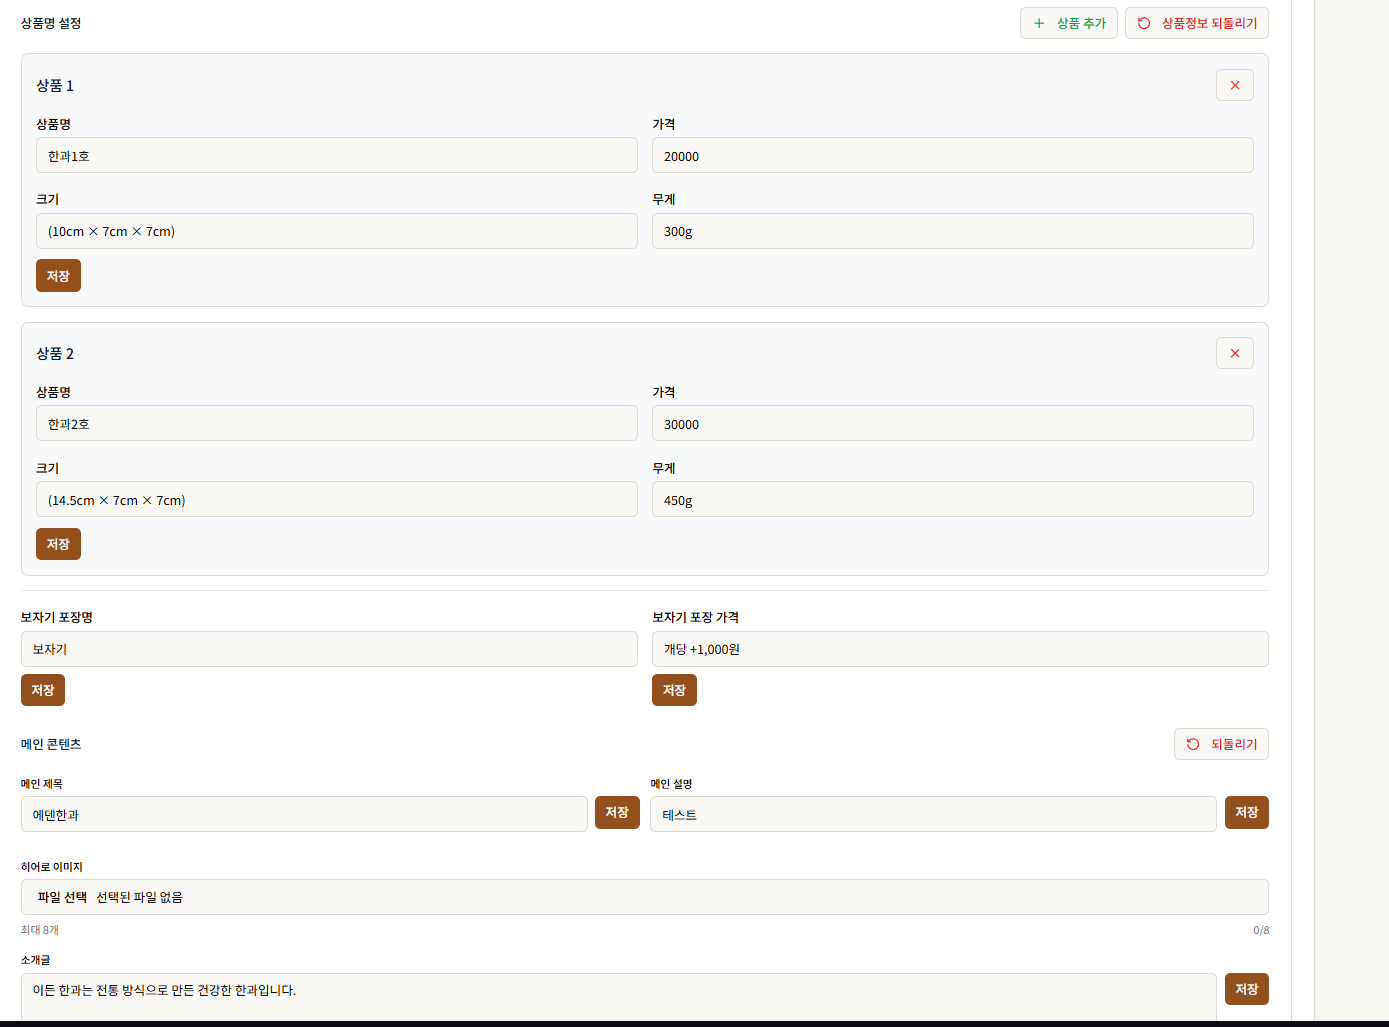 상품명 설정
+ 상품 추가
상품정보 되돌리기
상품 1
×
상품명
가격
한과1호
20000
크기
무게
(10cm × 7cm × 7cm)
300g
저장
상품 2
×
상품명
가격
한과2호
30000
크기
무게
(14.5cm × 7cm × 7cm)
450g
저장
보자기 포장명
보자기 포장 가격
보자기
개당 +1,000원
저장
저장
메인 콘텐츠
되돌리기
메인 제목
메인 설명
에덴한과
저장
테스트
저장
히어로 이미지
파일 선택 선택된 파일 없음
최대 8개
0/8
소개글
이든 한과는 전통 방식으로 만든 건강한 한과입니다.
저장